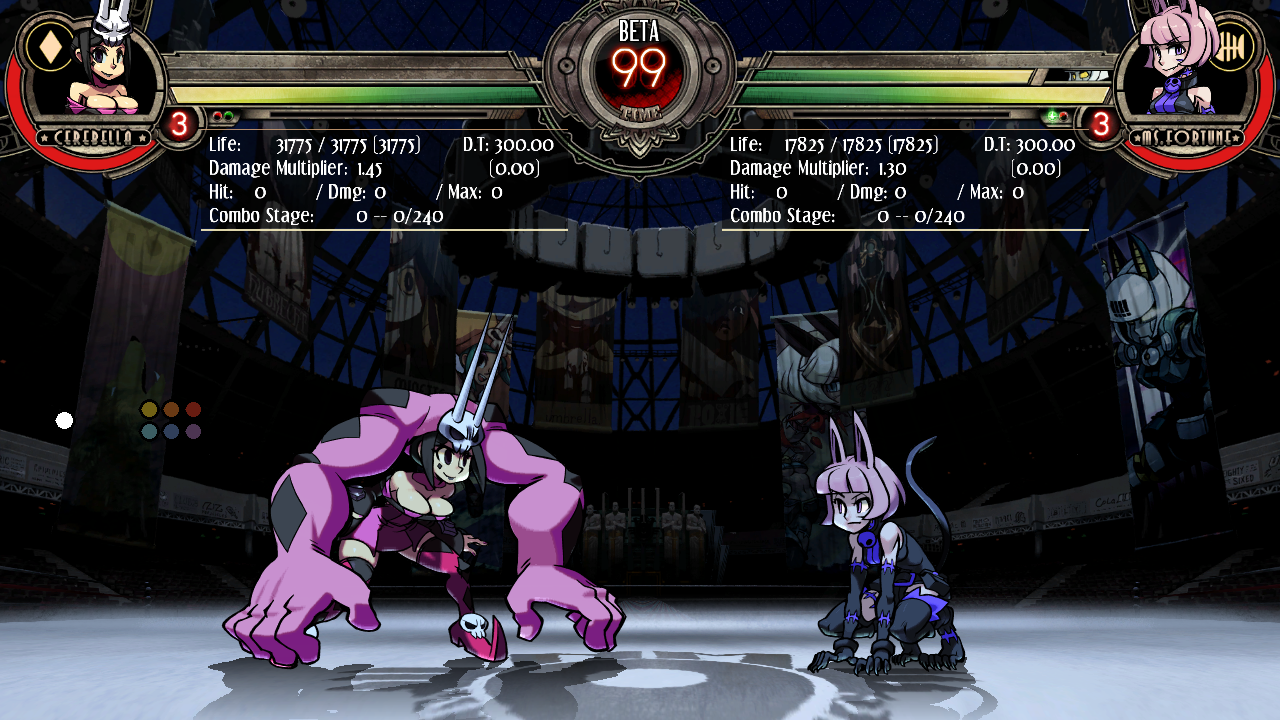 BETA
99
TIME
3
3
★ CEREBELLA ★
★MS. FORTUNE★
Life: 31775 / 31775 (31775) D.T: 300.00
Damage Multiplier: 1.45 (0.00)
Hit: 0 / Dmg: 0 / Max: 0
Combo Stage: 0 -- 0/240
Life: 17825 / 17825 (17825) D.T: 300.00
Damage Multiplier: 1.30 (0.00)
Hit: 0 / Dmg: 0 / Max: 0
Combo Stage: 0 -- 0/240